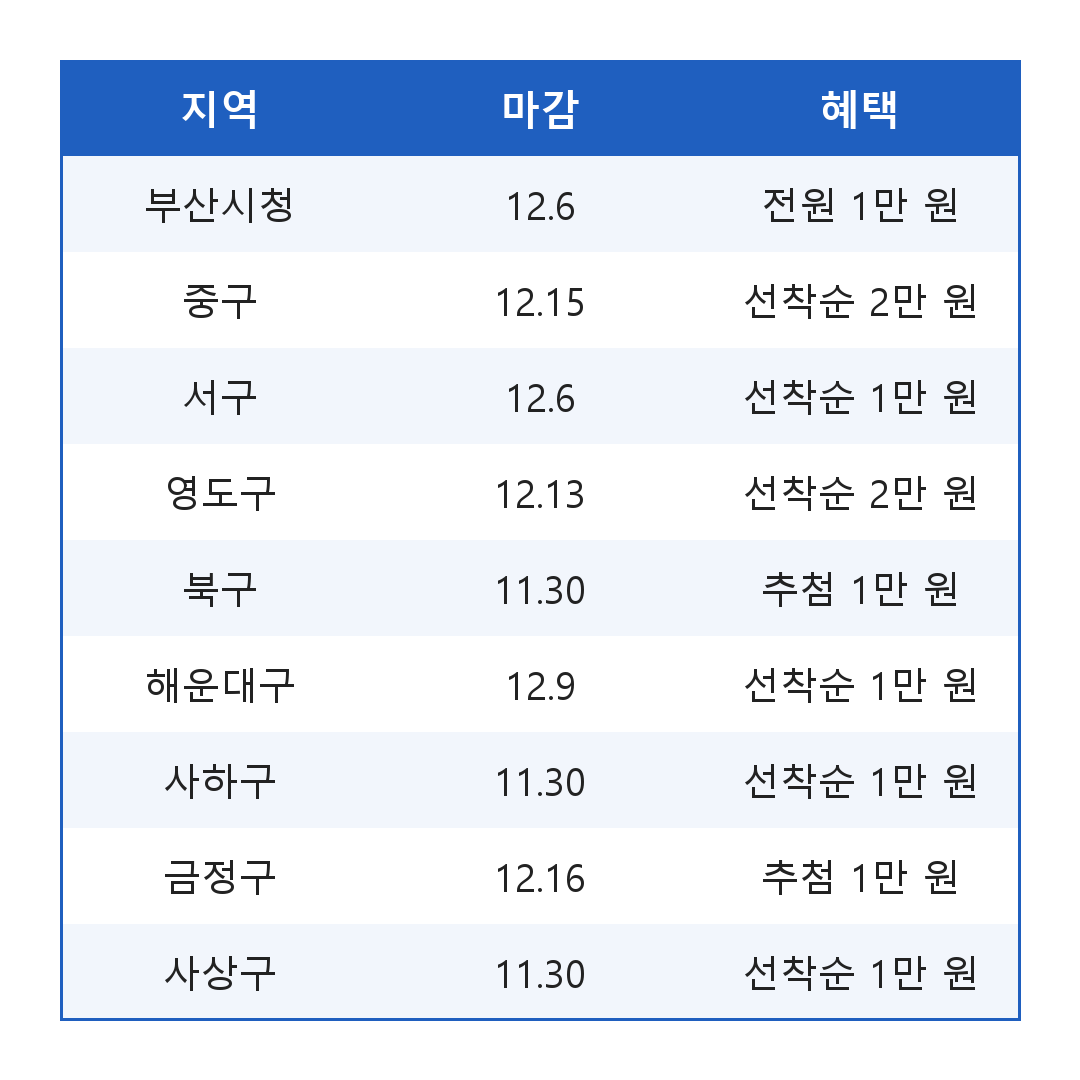 지역 마감 혜택
부산시청 12.6 전원 1만 원
중구 12.15 선착순 2만 원
서구 12.6 선착순 1만 원
영도구 12.13 선착순 2만 원
북구 11.30 추첨 1만 원
해운대구 12.9 선착순 1만 원
사하구 11.30 선착순 1만 원
금정구 12.16 추첨 1만 원
사상구 11.30 선착순 1만 원